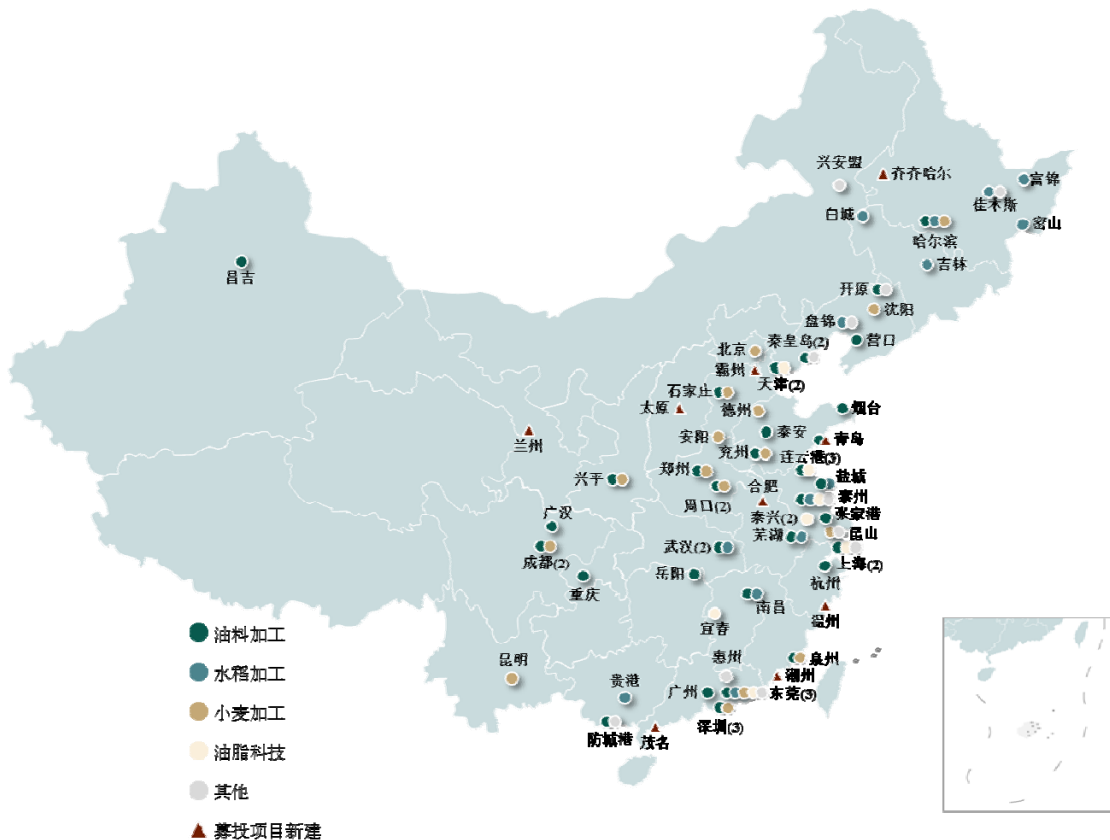 兴安盟
齐齐哈尔
富锦
佳木斯
白城
密山
哈尔滨
吉林
昌吉
开原
沈阳
盘锦
秦皇岛(2)
营口
北京
霸州
天津(2)
石家庄
太原
德州
烟台
兰州
安阳
泰安
青岛
兖州
连云港(3)
兴平
郑州
盐城
周口(2)
合肥
泰州
广汉
泰兴(2)
张家港
芜湖
昆山
成都(2)
武汉(2)
上海(2)
重庆
岳阳
杭州
南昌
温州
宜春
油料加工
昆明
惠州
泉州
水稻加工
贵港
潮州
广州
东莞(3)
小麦加工
深圳(3)
防城港
茂名
油脂科技
其他
募投项目新建